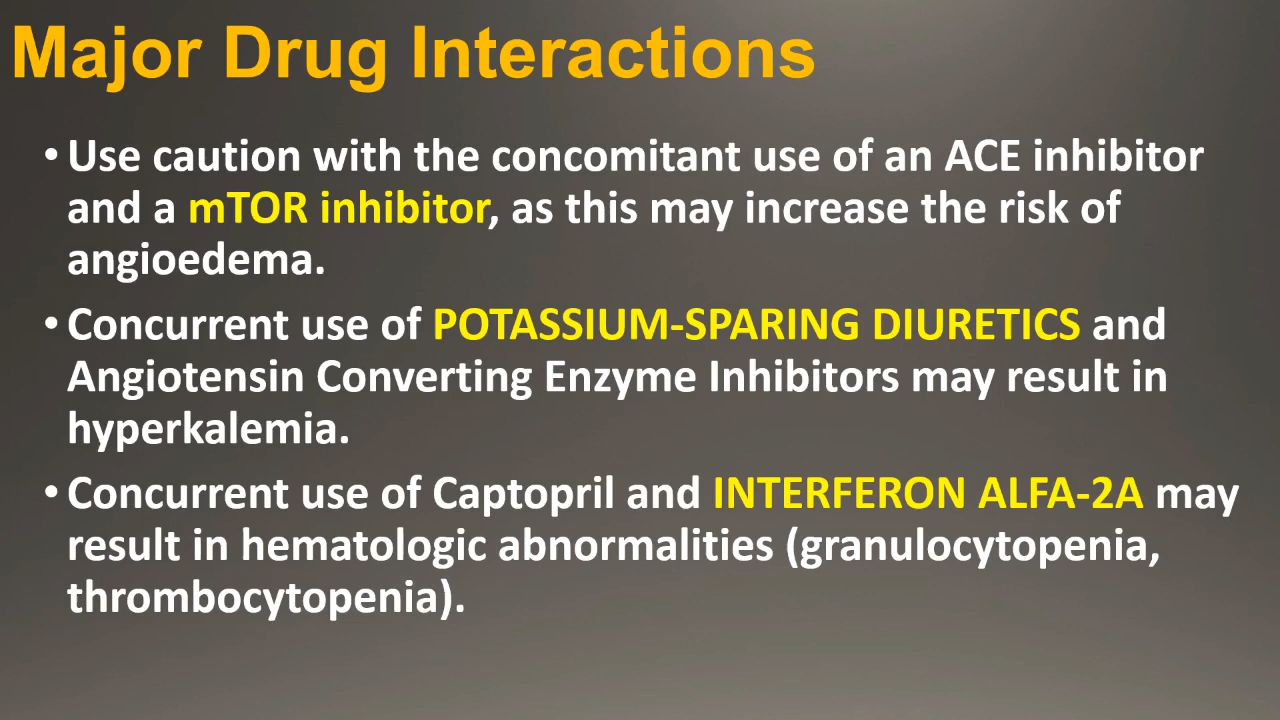 Major Drug Interactions
• Use caution with the concomitant use of an ACE inhibitor
and a mTOR inhibitor, as this may increase the risk of
angioedema.
• Concurrent use of POTASSIUM-SPARING DIURETICS and
Angiotensin Converting Enzyme Inhibitors may result in
hyperkalemia.
• Concurrent use of Captopril and INTERFERON ALFA-2A may
result in hematologic abnormalities (granulocytopenia,
thrombocytopenia).